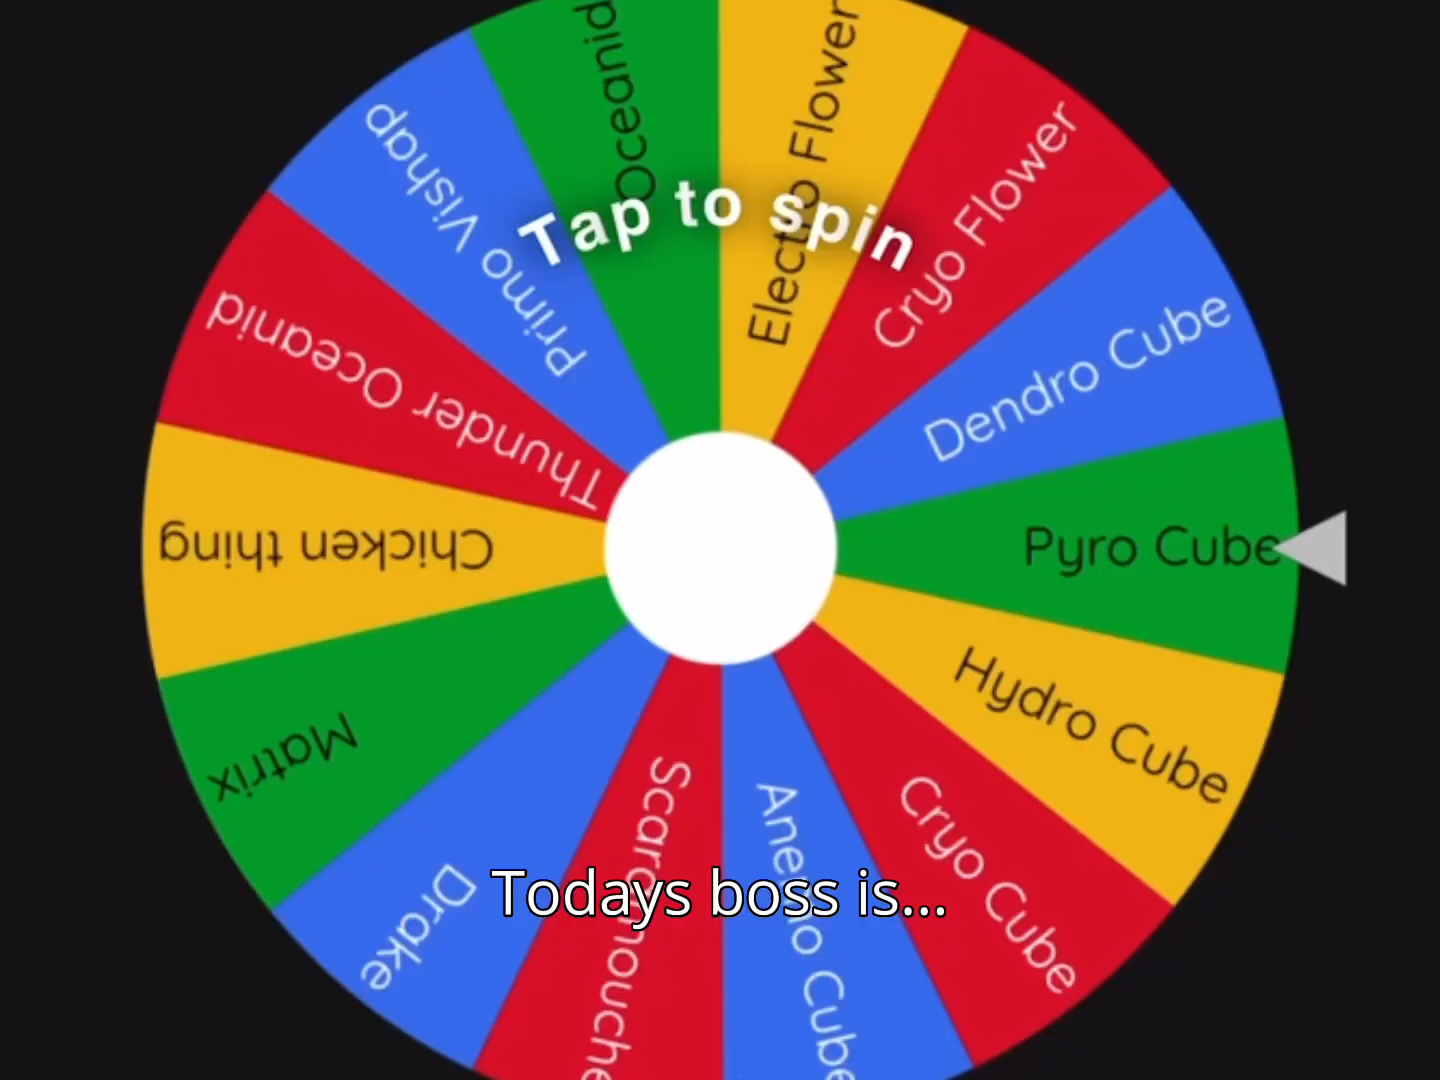 Tap to spin
Oceanid
Electro Flower
Cryo Flower
Dendro Cube
Pyro Cube
Hydro Cube
Cryo Cube
Anemo Cube
Scaramouche
Drake
Matrix
Chicken thing
Thunder Oceanid
Primo Vishap
Todays boss is...